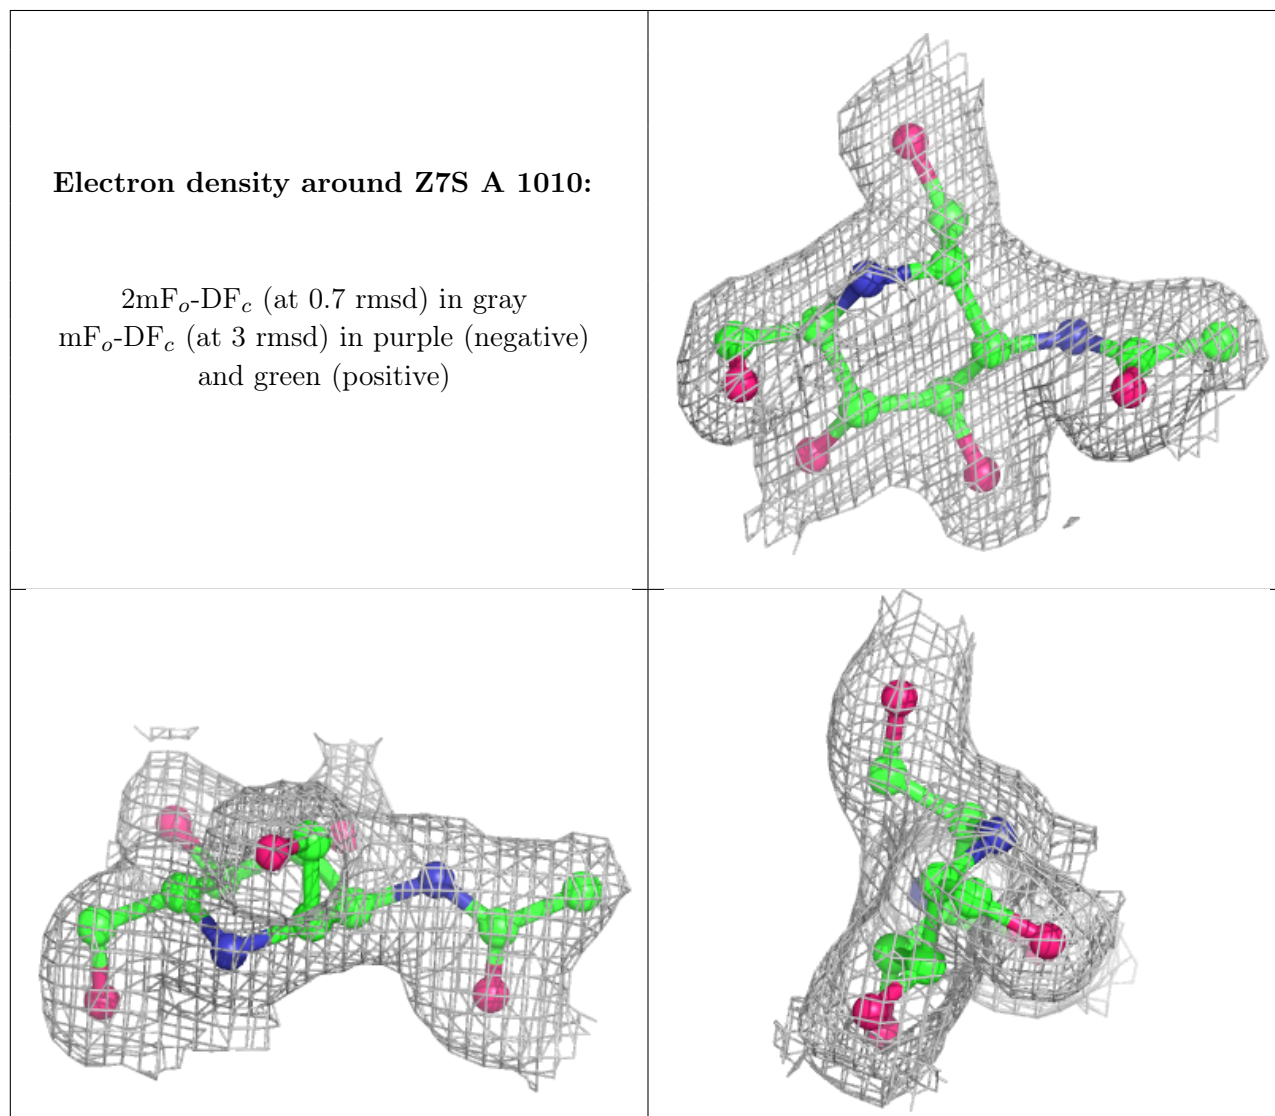 Electron density around Z7S A 1010:
2mFo-DFc (at 0.7 rmsd) in gray
mFo-DFc (at 3 rmsd) in purple (negative)
and green (positive)